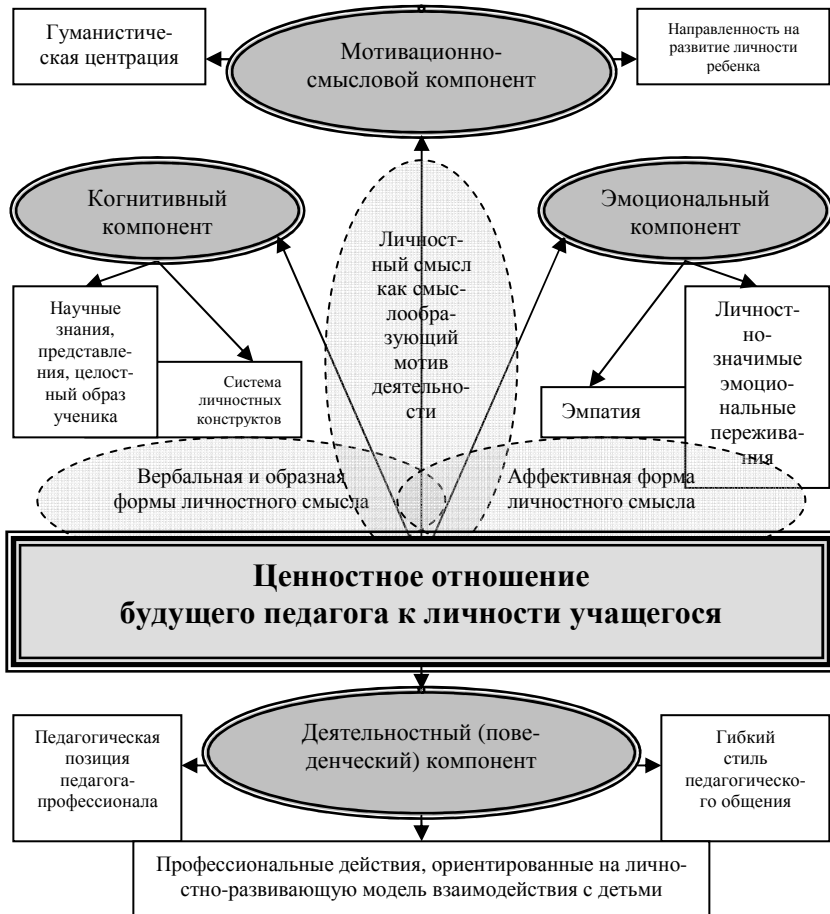 Гуманистиче-
ская центрация
Мотивационно-
смысловой компонент
Направленность на
развитие личности
ребенка
Когнитивный
компонент
Эмоциональный
компонент
Личност-
ный смысл
как смыс-
лообра-
зующий
мотив
деятельно-
сти
Научные
знания,
представле-
ния, целост-
ный образ
ученика
Система
личностных
конструктов
Эмпатия
Личност-
но-
значимые
эмоцио-
нальные
пережива-
ния
Вербальная и образная
формы личностного смысла
Аффективная форма
личностного смысла
Ценностное отношение
будущего педагога к личности учащегося
Деятельностный (пове-
денческий) компонент
Педагогическая
позиция
педагога-
профессионала
Гибкий
стиль
педагогическо-
го общения
Профессиональные действия, ориентированные на лично-
стно-развивающую модель взаимодействия с детьми